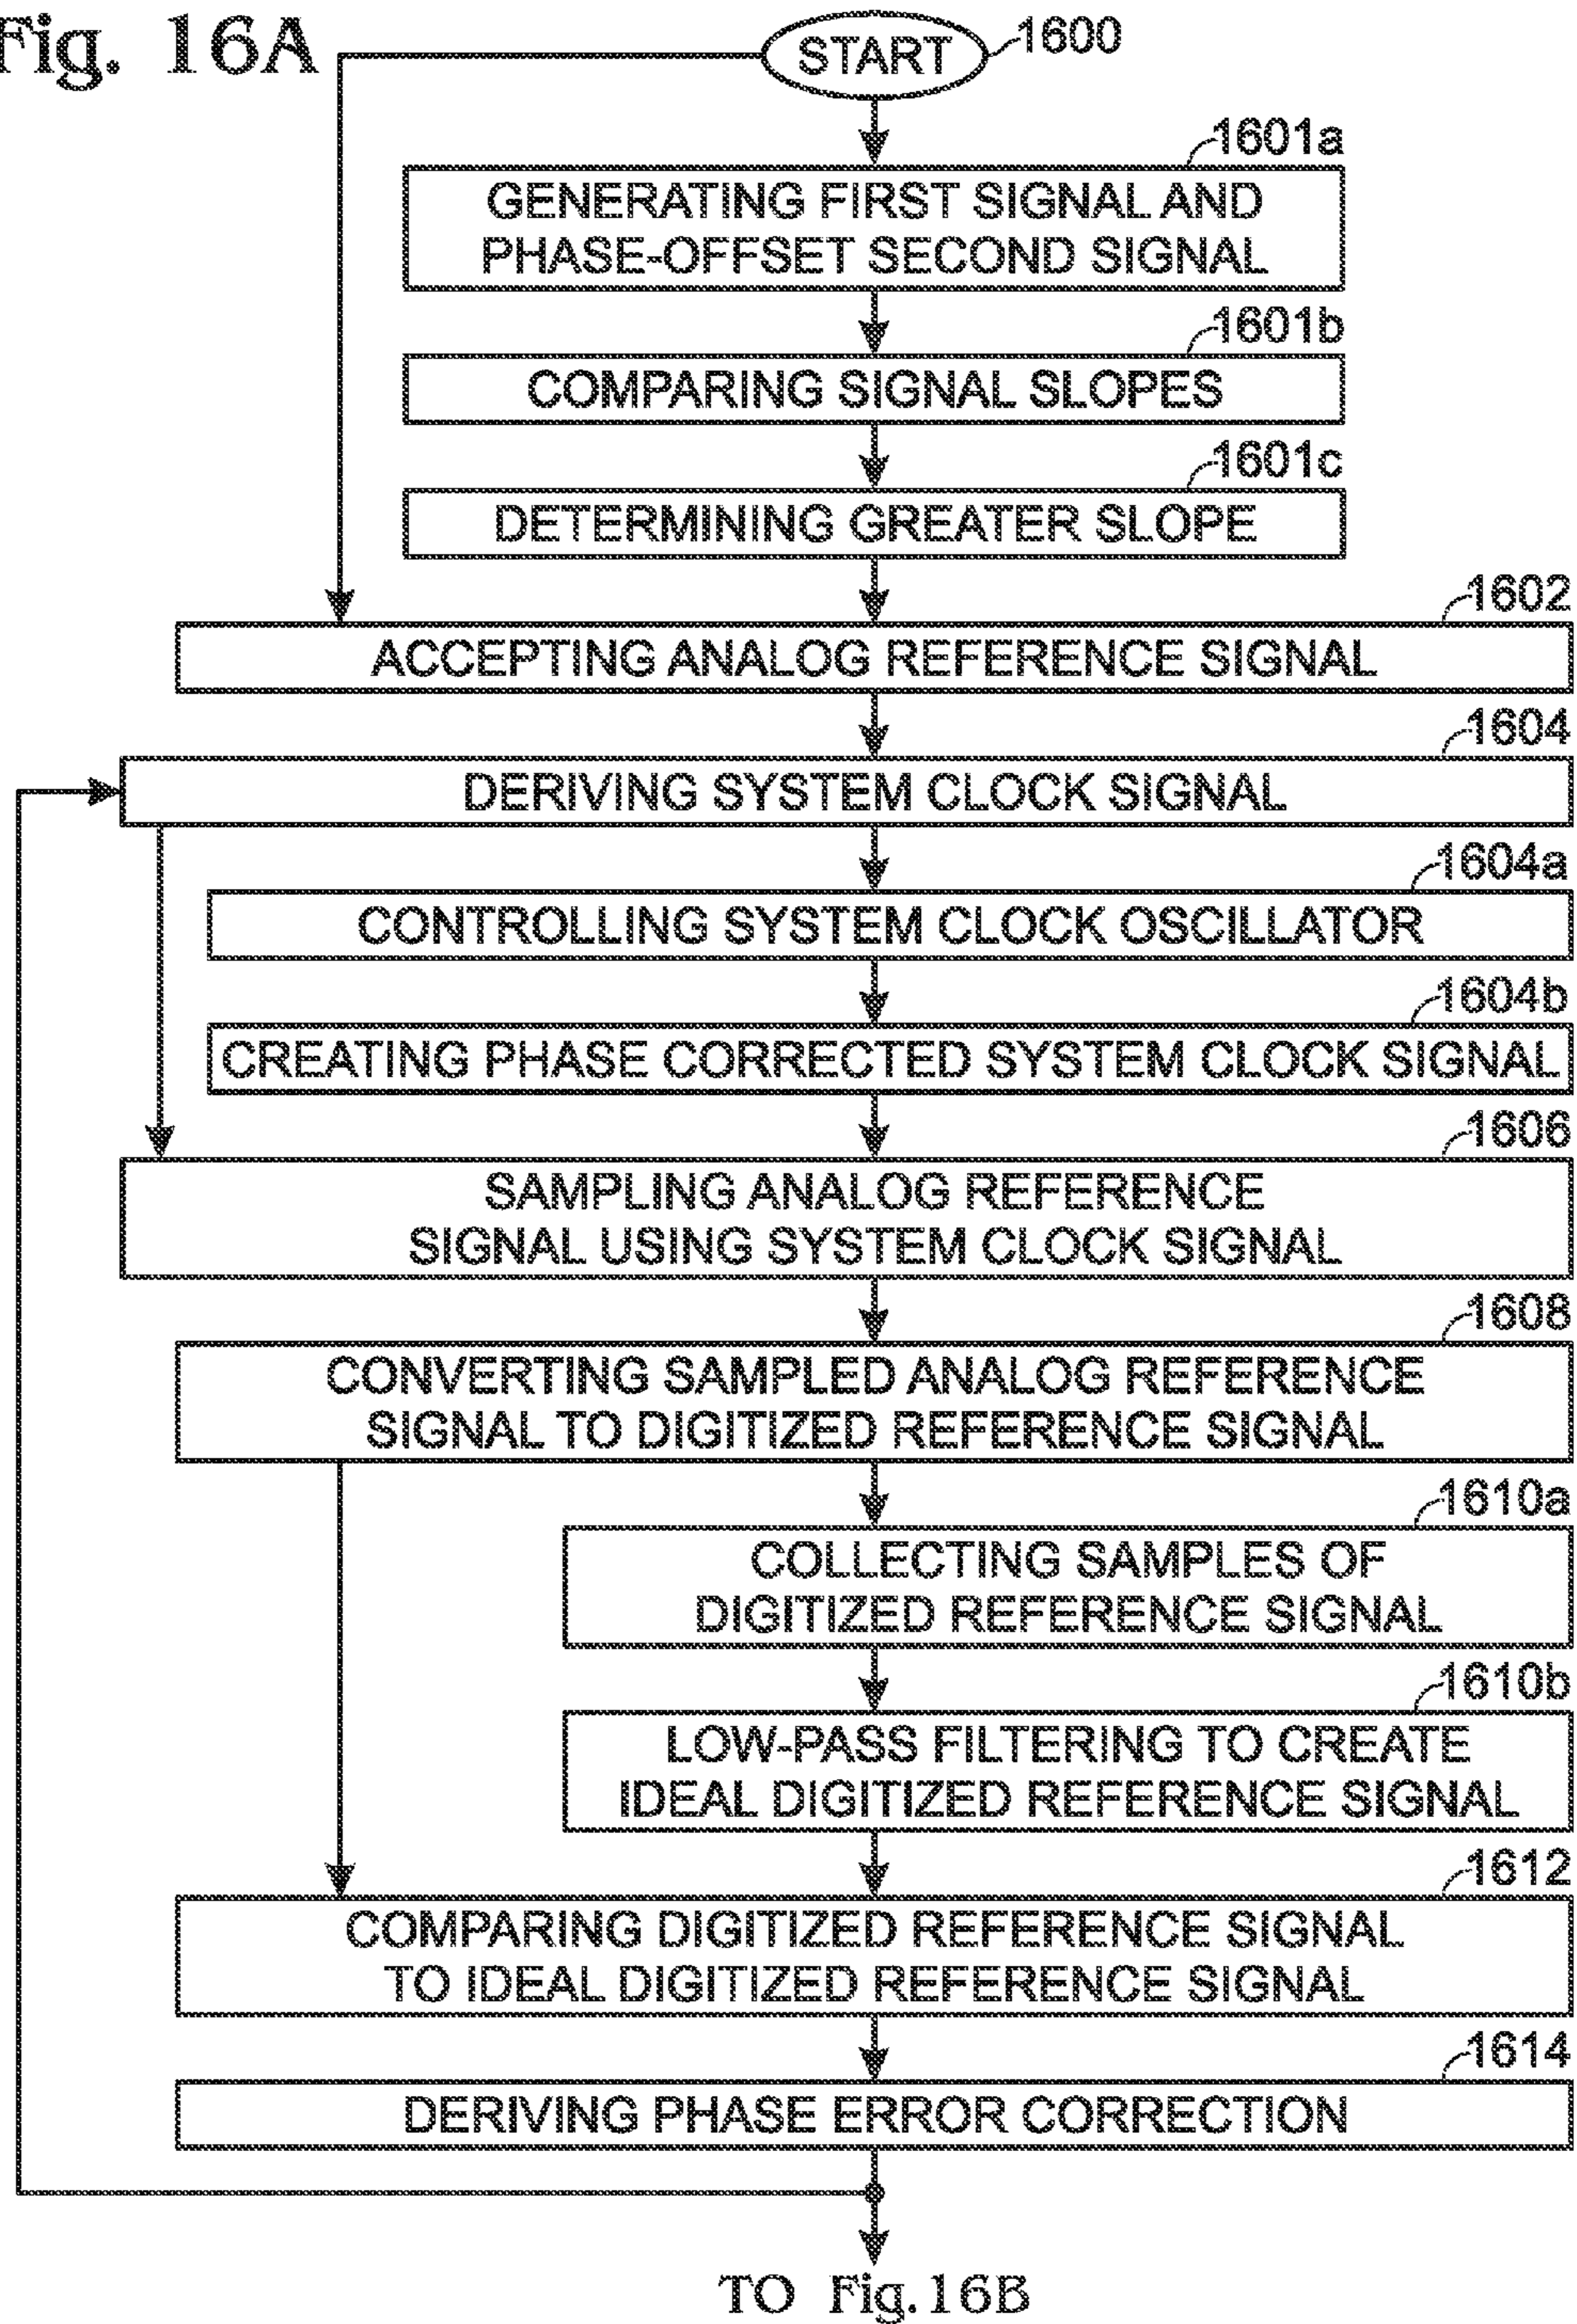 Fig. 16A
START
1600
1601a
GENERATING FIRST SIGNAL AND
PHASE-OFFSET SECOND SIGNAL
1601b
COMPARING SIGNAL SLOPES
1601c
DETERMINING GREATER SLOPE
1602
ACCEPTING ANALOG REFERENCE SIGNAL
1604
DERIVING SYSTEM CLOCK SIGNAL
1604a
CONTROLLING SYSTEM CLOCK OSCILLATOR
1604b
CREATING PHASE CORRECTED SYSTEM CLOCK SIGNAL
1606
SAMPLING ANALOG REFERENCE
SIGNAL USING SYSTEM CLOCK SIGNAL
1608
CONVERTING SAMPLED ANALOG REFERENCE
SIGNAL TO DIGITIZED REFERENCE SIGNAL
1610a
COLLECTING SAMPLES OF
DIGITIZED REFERENCE SIGNAL
1610b
LOW-PASS FILTERING TO CREATE
IDEAL DIGITIZED REFERENCE SIGNAL
1612
COMPARING DIGITIZED REFERENCE SIGNAL
TO IDEAL DIGITIZED REFERENCE SIGNAL
1614
DERIVING PHASE ERROR CORRECTION
TO Fig.16B